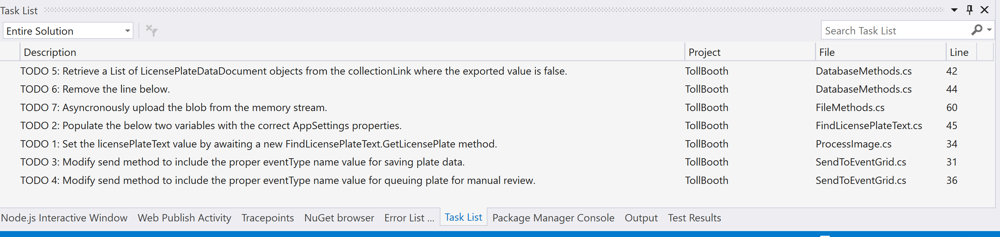 Task List
Entire Solution Search Task List
Description Project File Line
TODO 5: Retrieve a List of LicensePlateDataDocument objects from the collectionLink where the exported value is false. TollBooth DatabaseMethods.cs 42
TODO 6: Remove the line below. TollBooth DatabaseMethods.cs 44
TODO 7: Asyncronously upload the blob from the memory stream. TollBooth FileMethods.cs 60
TODO 2: Populate the below two variables with the correct AppSettings properties. TollBooth FindLicensePlateText.cs 45
TODO 1: Set the licensePlateText value by awaiting a new FindLicensePlateText.GetLicensePlate method. TollBooth ProcessImage.cs 34
TODO 3: Modify send method to include the proper eventType name value for saving plate data. TollBooth SendToEventGrid.cs 31
TODO 4: Modify send method to include the proper eventType name value for queuing plate for manual review. TollBooth SendToEventGrid.cs 36
Node.js Interactive Window Web Publish Activity Tracepoints NuGet browser Error List ... Task List Package Manager Console Output Test Results